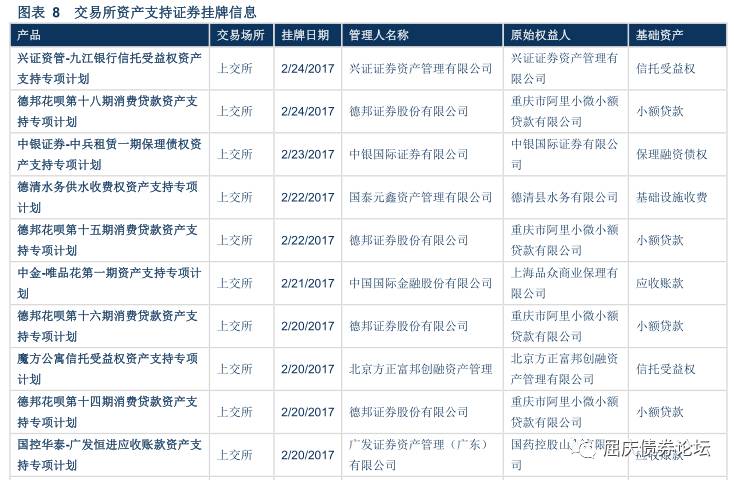 图表 8 交易所资产支持证券挂牌信息
产品 交易场所 挂牌日期 管理人名称 原始权益人 基础资产
兴证资管-九江银行信托受益权资产
支持专项计划
上交所
2/24/2017
兴证证券资产管理有限公司
兴证证券资产管理有
限公司
信托受益权
德邦花呗第十八期消费贷款资产支
持专项计划
上交所
2/24/2017
德邦证券股份有限公司
重庆市阿里小微小额
贷款有限公司
小额贷款
中银证券-中兵租赁一期保理债权资
产支持专项计划
上交所
2/23/2017
中银国际证券有限公司
中银国际证券有限公
司
保理融资债权
德清水务供水收费权资产支持专项
计划
上交所
2/22/2017
国泰元鑫资产管理有限公司
德清县水务有限公司
基础设施收费
德邦花呗第十五期消费贷款资产支
持专项计划
上交所
2/22/2017
德邦证券股份有限公司
重庆市阿里小微小额
贷款有限公司
小额贷款
中金-唯品花第一期资产支持专项计
划
上交所
2/21/2017
中国国际金融股份有限公司
上海品众商业保理有
限公司
应收账款
德邦花呗第十六期消费贷款资产支
持专项计划
上交所
2/20/2017
德邦证券股份有限公司
重庆市阿里小微小额
贷款有限公司
小额贷款
魔方公寓信托受益权资产支持专项
计划
上交所
2/20/2017
北京方正富邦创融资产管理
北京方正富邦创融资
产管理有限公司
信托受益权
德邦花呗第十四期消费贷款资产支
持专项计划
上交所
2/20/2017
德邦证券股份有限公司
重庆市阿里小微小额
贷款有限公司
小额贷款
国控华泰-广发恒进应收账款资产支
持专项计划
上交所
2/20/2017
广发证券资产管理（广东）
有限公司
国药控股山 有限公
司
应收账款
屈庆债券论坛